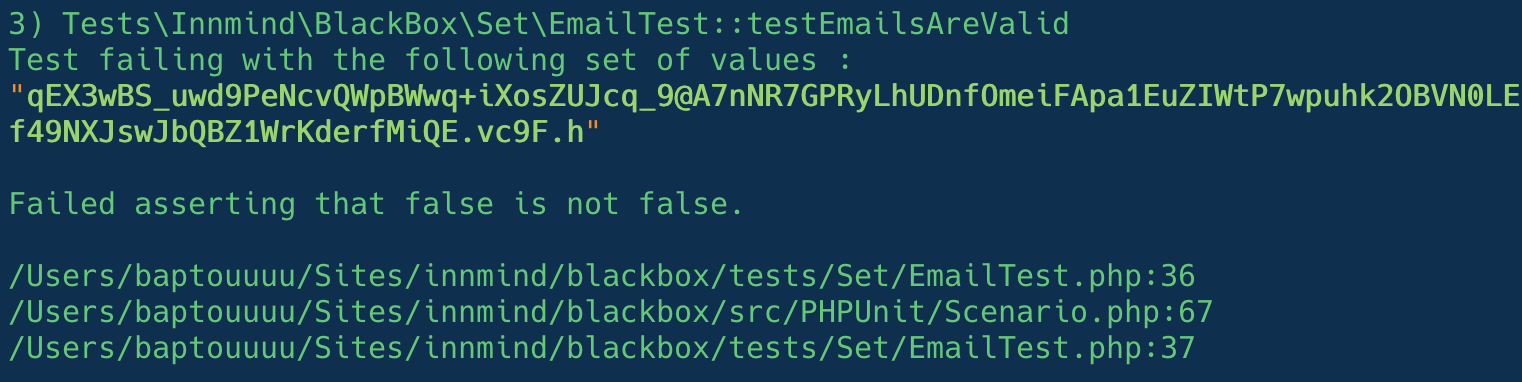 3) Tests\Innmind\BlackBox\Set\EmailTest::testEmailsAreValid
Test failing with the following set of values :
"qEX3wBS_uwd9PeNcvQWpBWwq+iXosZUJcq_9@A7nNR7GPRyLhUDnfOmeiFApa1EuZIWtP7wpuhk2OBVN0LE
f49NXJswJbQBZ1WrKderfMiQE.vc9F.h"
Failed asserting that false is not false.
/Users/baptouuuu/Sites/innmind/blackbox/tests/Set/EmailTest.php:36
/Users/baptouuuu/Sites/innmind/blackbox/src/PHPUnit/Scenario.php:67
/Users/baptouuuu/Sites/innmind/blackbox/tests/Set/EmailTest.php:37